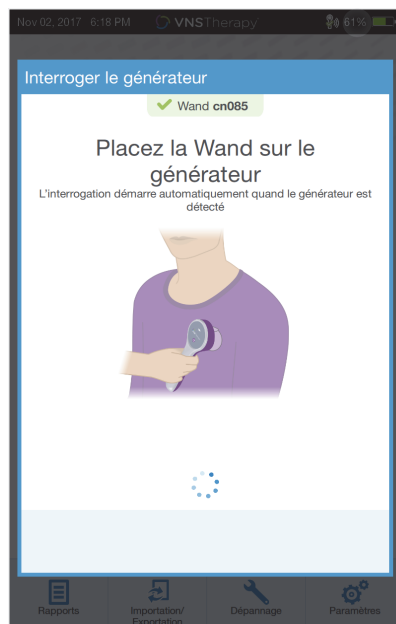 Nov 02, 2017 6:18 PM VNSTherapy 61%
Interroger le générateur
Wand cn085
Placez la Wand sur le
générateur
L'interrogation démarre automatiquement quand le générateur est
détecté
Rapports Importation/ Dépannage Paramètres
Exportation